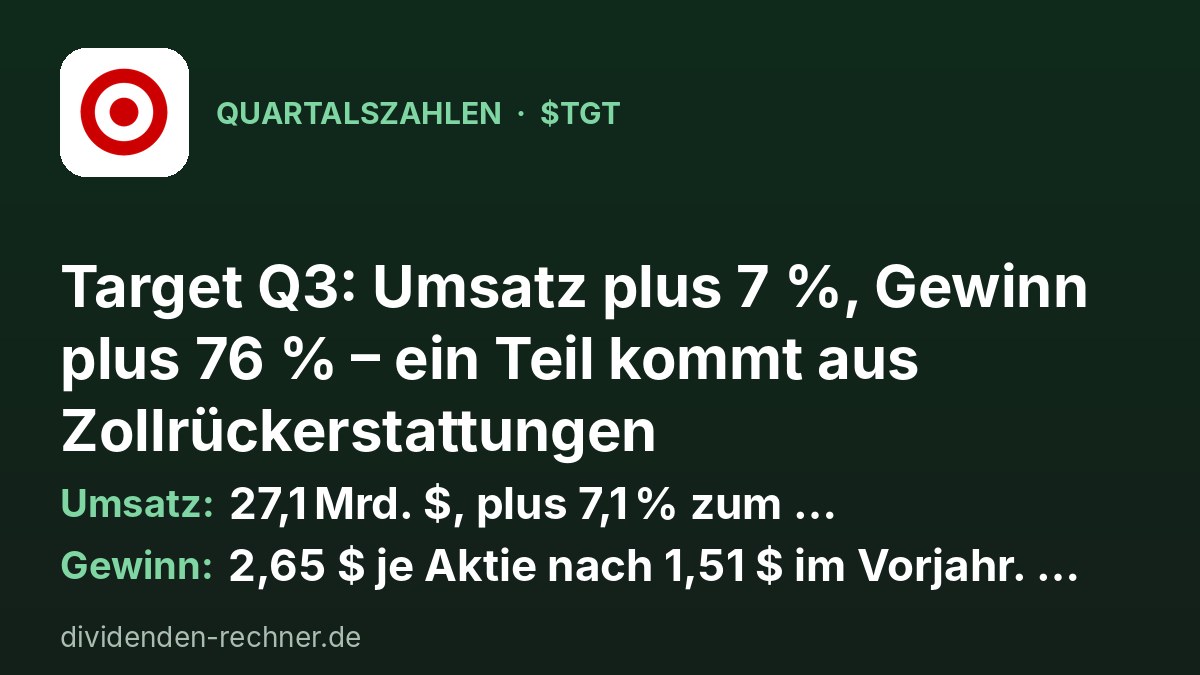 QUARTALSZAHLEN · $TGT
Target Q3: Umsatz plus 7 %, Gewinn
plus 76 % – ein Teil kommt aus
Zollrückerstattungen
Umsatz: 27,1 Mrd. $, plus 7,1 % zum …
Gewinn: 2,65 $ je Aktie nach 1,51 $ im Vorjahr. …
dividenden-rechner.de